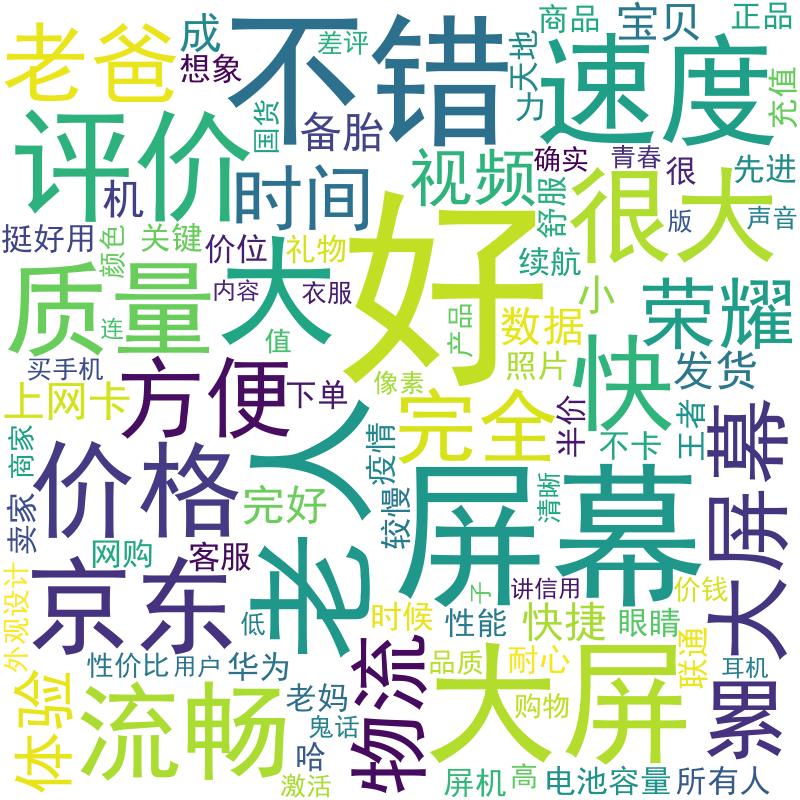 老爸
成
想象
不错
差评
力
天地
商品
宝贝
正品
速度
充值
评价
国货
备胎
时间
机
视频
确实
青春
很
先进
舒服
很大
版
声音
挺好用
颜色
关键
价位
礼物
好
续航
小
质量
大
内容
衣服
产品
数据
荣耀
连
值
买手机
方便
下单
像素
照片
快
发货
上网卡
完全
半价
不卡
王者
大屏幕
商家
价格
老人
疫情
较慢
屏幕
清晰
卖家
完好
网购
客服
京东
子
讲信用
价钱
外观设计
低
时候
性能
快捷
眼睛
联通
性价比
用户
华为
物流
品质
耐心
大屏
耳机
体验
流畅
老妈
鬼话
购物
哈
激活
屏机
高
电池容量
所有人